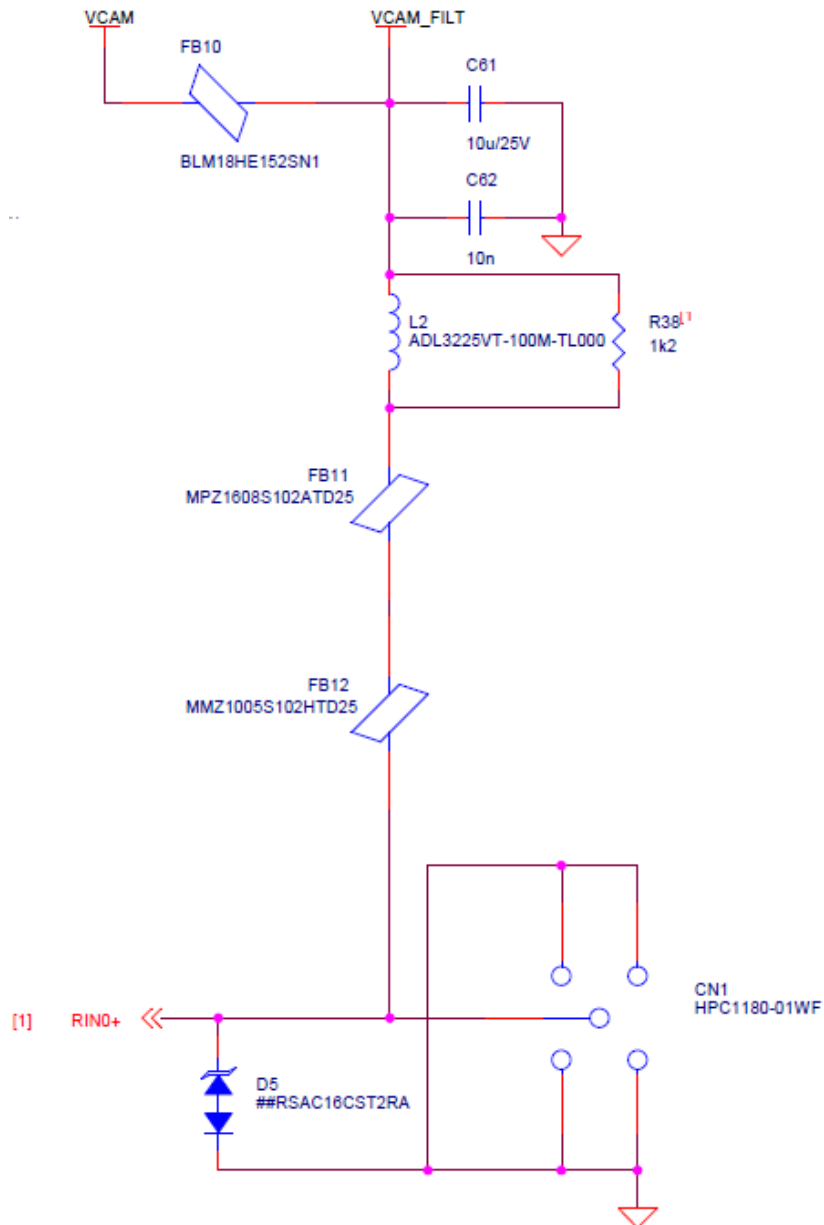 VCAM
VCAM_FILT
FB10
BLM18HE152SN1
C61
10u/25V
C62
10n
L2
ADL3225VT-100M-TL000
R38
1k2
FB11
MPZ1608S102ATD25
FB12
MMZ1005S102HTD25
CN1
HPC1180-01WF
[1] RIN0+
D5
##RSAC16CST2RA